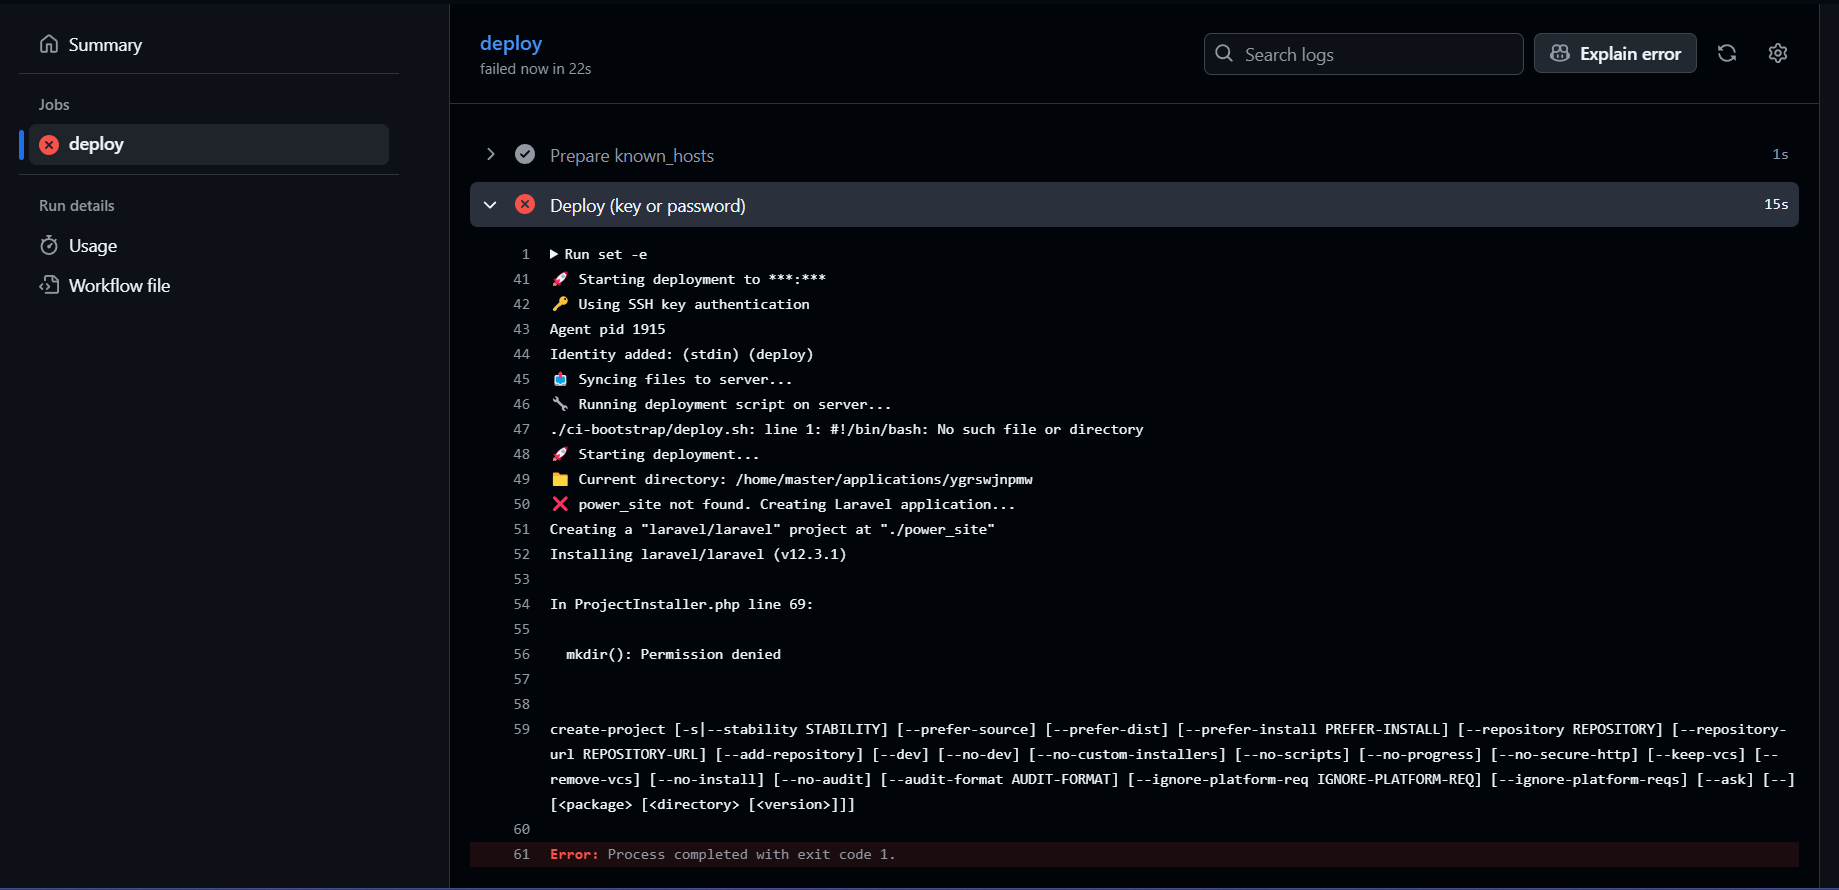 Summary
Jobs
deploy
Run details
Usage
Workflow file
deploy
failed now in 22s
Search logs
Explain error
Prepare known_hosts
1s
Deploy (key or password)
15s
1 ▶ Run set -e
41 🚀 Starting deployment to ***:***
42 🔑 Using SSH key authentication
43 Agent pid 1915
44 Identity added: (stdin) (deploy)
45 📤 Syncing files to server...
46 🔧 Running deployment script on server...
47 ./ci-bootstrap/deploy.sh: line 1: #!/bin/bash: No such file or directory
48 🚀 Starting deployment...
49 📁 Current directory: /home/master/applications/ygrswjnpmw
50 ❌ power_site not found. Creating Laravel application...
51 Creating a "laravel/laravel" project at "./power_site"
52 Installing laravel/laravel (v12.3.1)
53
54 In ProjectInstaller.php line 69:
55
56 mkdir(): Permission denied
57
58
59 create-project [-s|--stability STABILITY] [--prefer-source] [--prefer-dist] [--prefer-install PREFER-INSTALL] [--repository REPOSITORY] [--repository-
url REPOSITORY-URL] [--add-repository] [--dev] [--no-dev] [--no-custom-installers] [--no-scripts] [--no-progress] [--no-secure-http] [--keep-vcs] [--
remove-vcs] [--no-install] [--no-audit] [--audit-format AUDIT-FORMAT] [--ignore-platform-req IGNORE-PLATFORM-REQ] [--ignore-platform-reqs] [--ask] [--]
[<package> [<directory> [<version>]]]
60
61 Error: Process completed with exit code 1.